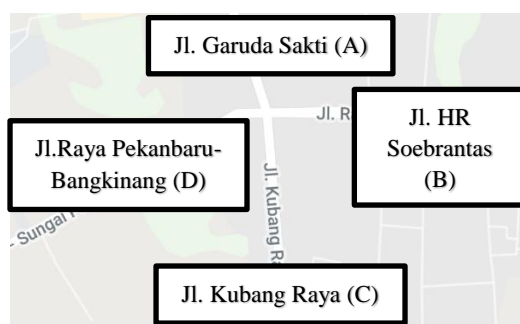 Jl. Garuda Sakti (A)
Jl. R
Jl. HR
Soebrantas
(B)
Jl.Raya Pekanbaru-
Bangkinang (D)
Jl. Kubang Ra
Sungai
Jl. Kubang Raya (C)